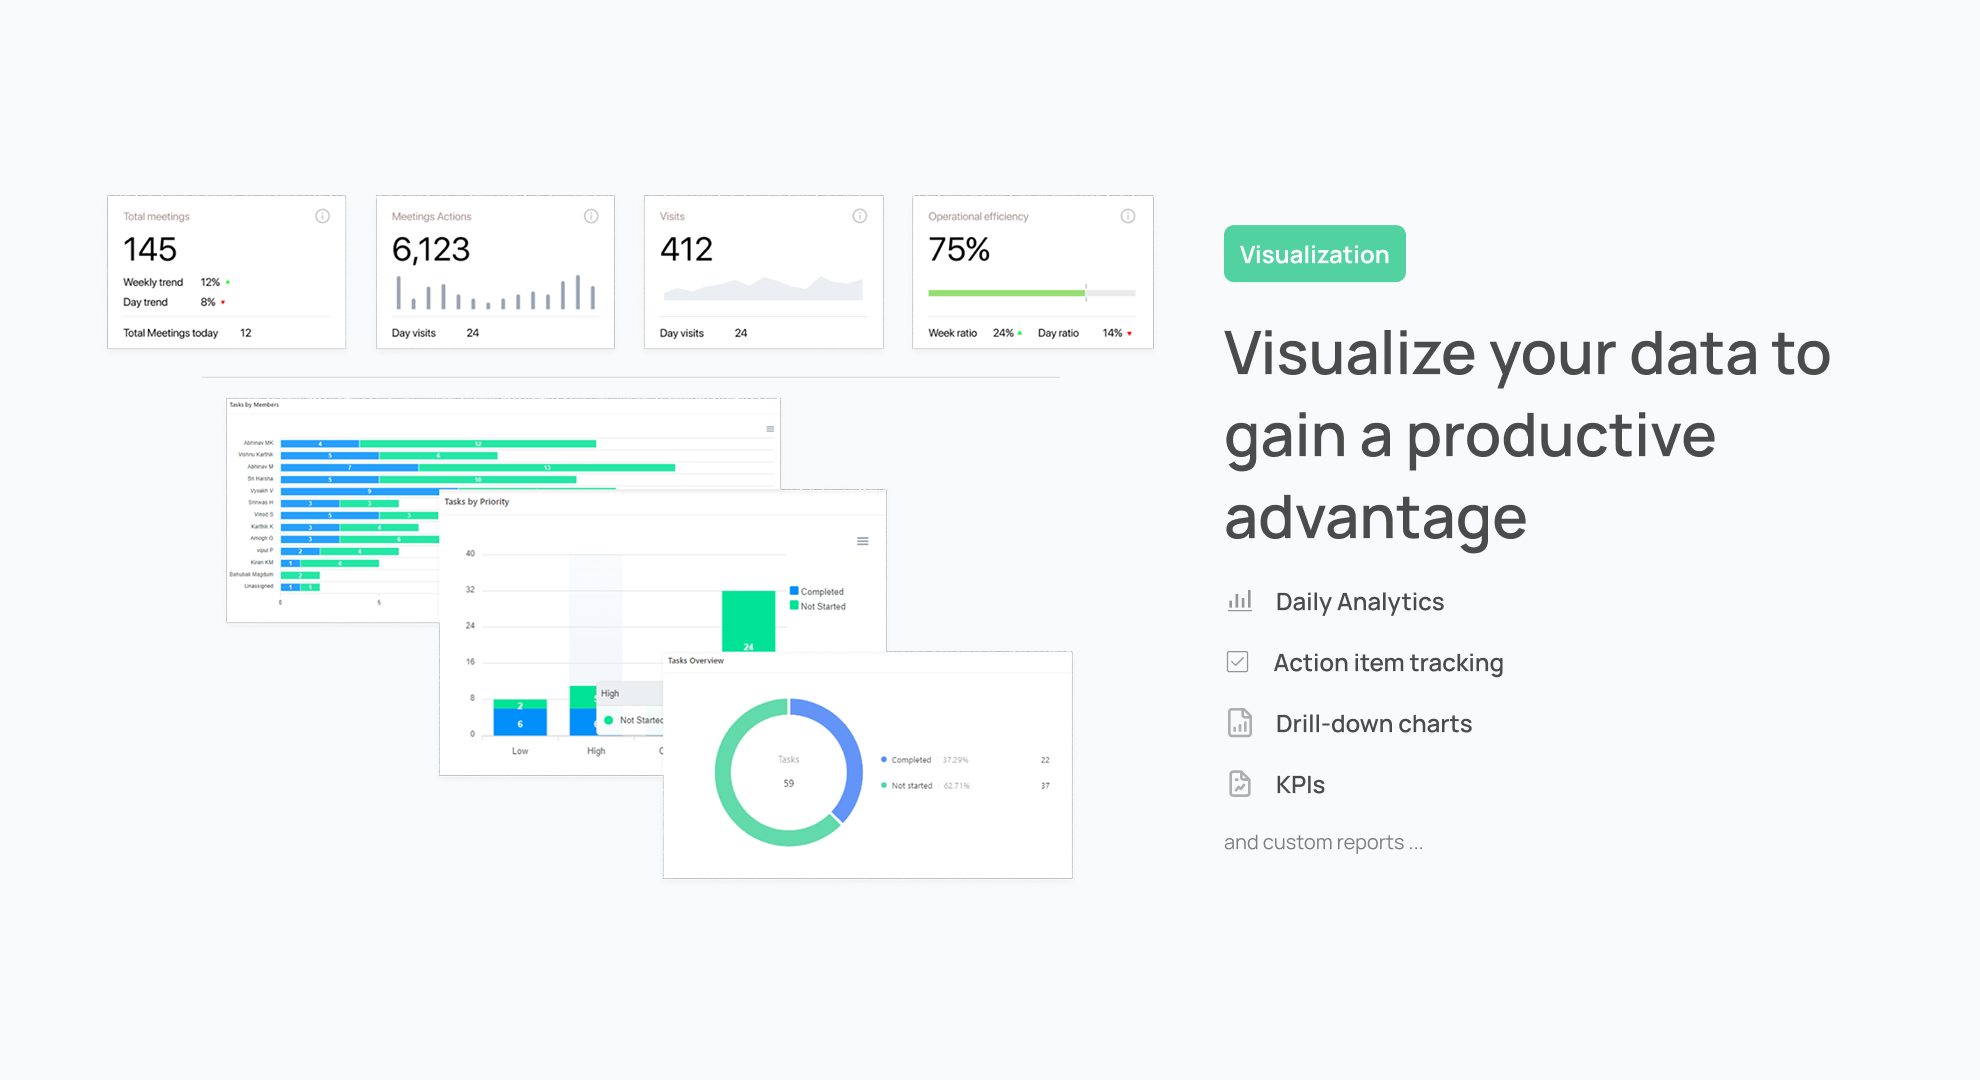 Total meetings
145
Weekly trend 12%
Day trend 8%
Total Meetings today 12
Meetings Actions
6,123
Day visits 24
Visits
412
Day visits 24
Operational efficiency
75%
Week ratio 24% Day ratio 14%
Tasks by Members
Abhinav MK 4 12
Vishnu Karthik 5 6
Abhinav M 7 13
Sri Harsha 5 10
Vysakh V 9
Srinivas H 3 3
Vinod S 5 3
Karthik K 3 4
Amogh G 3 6
vipul P 2 4
Kiran KM 1 4
Bahubali Magdum 2
Unassigned 1 1
0 5
Tasks by Priority
40
32
24
16
8
0
Completed
Not Started
24
2
6
High
Not Started
Low High
Tasks Overview
Tasks
59
Completed 37.29% 22
Not started 62.71% 37
Visualization
Visualize your data to
gain a productive
advantage
Daily Analytics
Action item tracking
Drill-down charts
KPIs
and custom reports ...